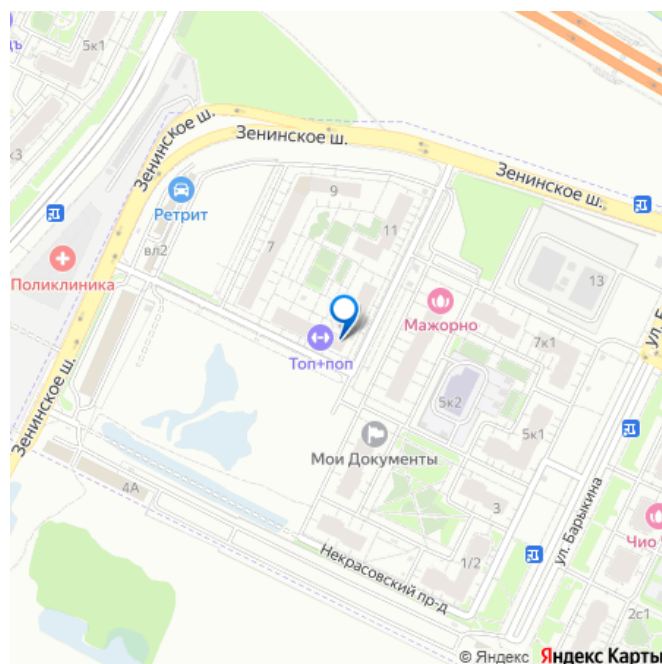 5к1
Зенинское ш.
Зенинское ш.
Зенинское ш.
к3
9
Ретрит
11
7
вл2
13
Поликлиника
Мажорно
7к1
ул. Б
Топ+поп
5к2
Зенинское ш.
5к1
Мои Документы
4А
3
ул. Барыкина
Чио
Некрасовский пр-д
1/2
2с1
© Яндекс Яндекс Карты